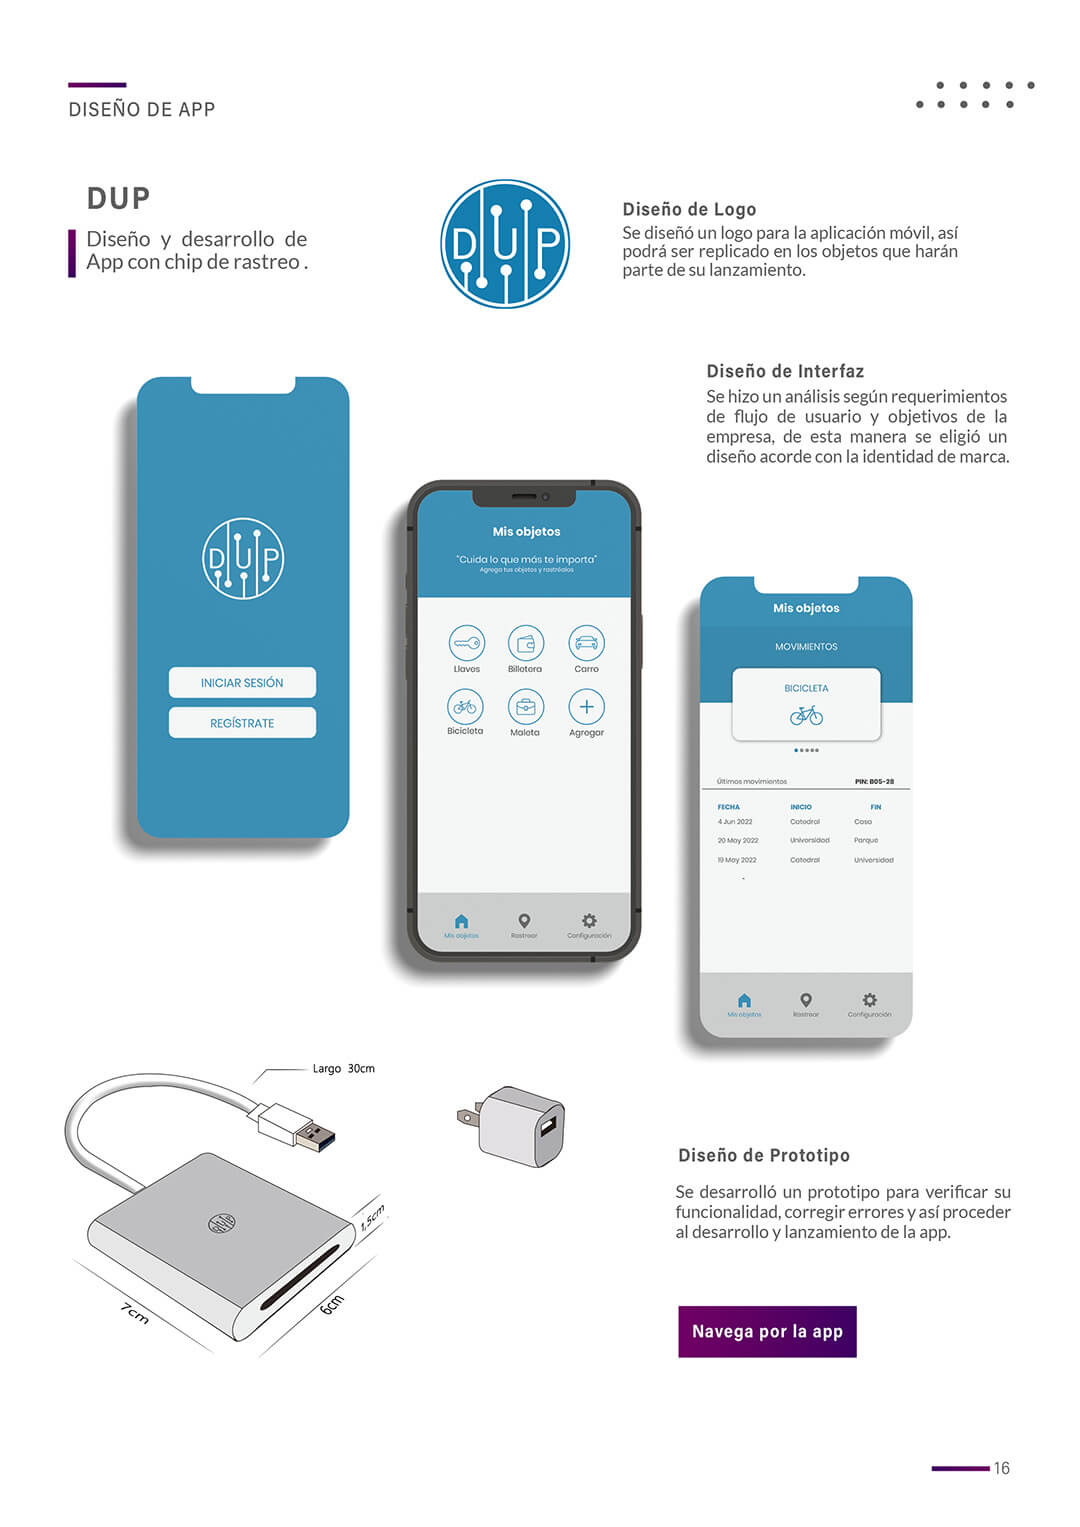 DISEÑO DE APP
DUP
Diseño y desarrollo de
App con chip de rastreo .
DUP
Diseño de Logo
Se diseñó un logo para la aplicación móvil, así
podrá ser replicado en los objetos que harán
parte de su lanzamiento.
Diseño de Interfaz
Se hizo un análisis según requerimientos
de flujo de usuario y objetivos de la
empresa, de esta manera se eligió un
diseño acorde con la identidad de marca.
DUP
INICIAR SESIÓN
REGÍSTRATE
Mis objetos
"Cuida lo que más te importa"
Agrega tus objetos y rastréalos
Llaves Billetera Carro
Bicicleta Maleta Agregar
Mis objetos Rastrear Configuración
Mis objetos
MOVIMIENTOS
BICICLETA
Últimos movimientos PIN: B05-28
FECHA INICIO FIN
4 Jun 2022 Catedral Casa
20 May 2022 Universidad Parque
19 May 2022 Catedral Universidad
Mis objetos Rastrear Configuración
Largo 30cm
DUP
1,5cm
7cm
6cm
Diseño de Prototipo
Se desarrolló un prototipo para verificar su
funcionalidad, corregir errores y así proceder
al desarrollo y lanzamiento de la app.
Navega por la app
16